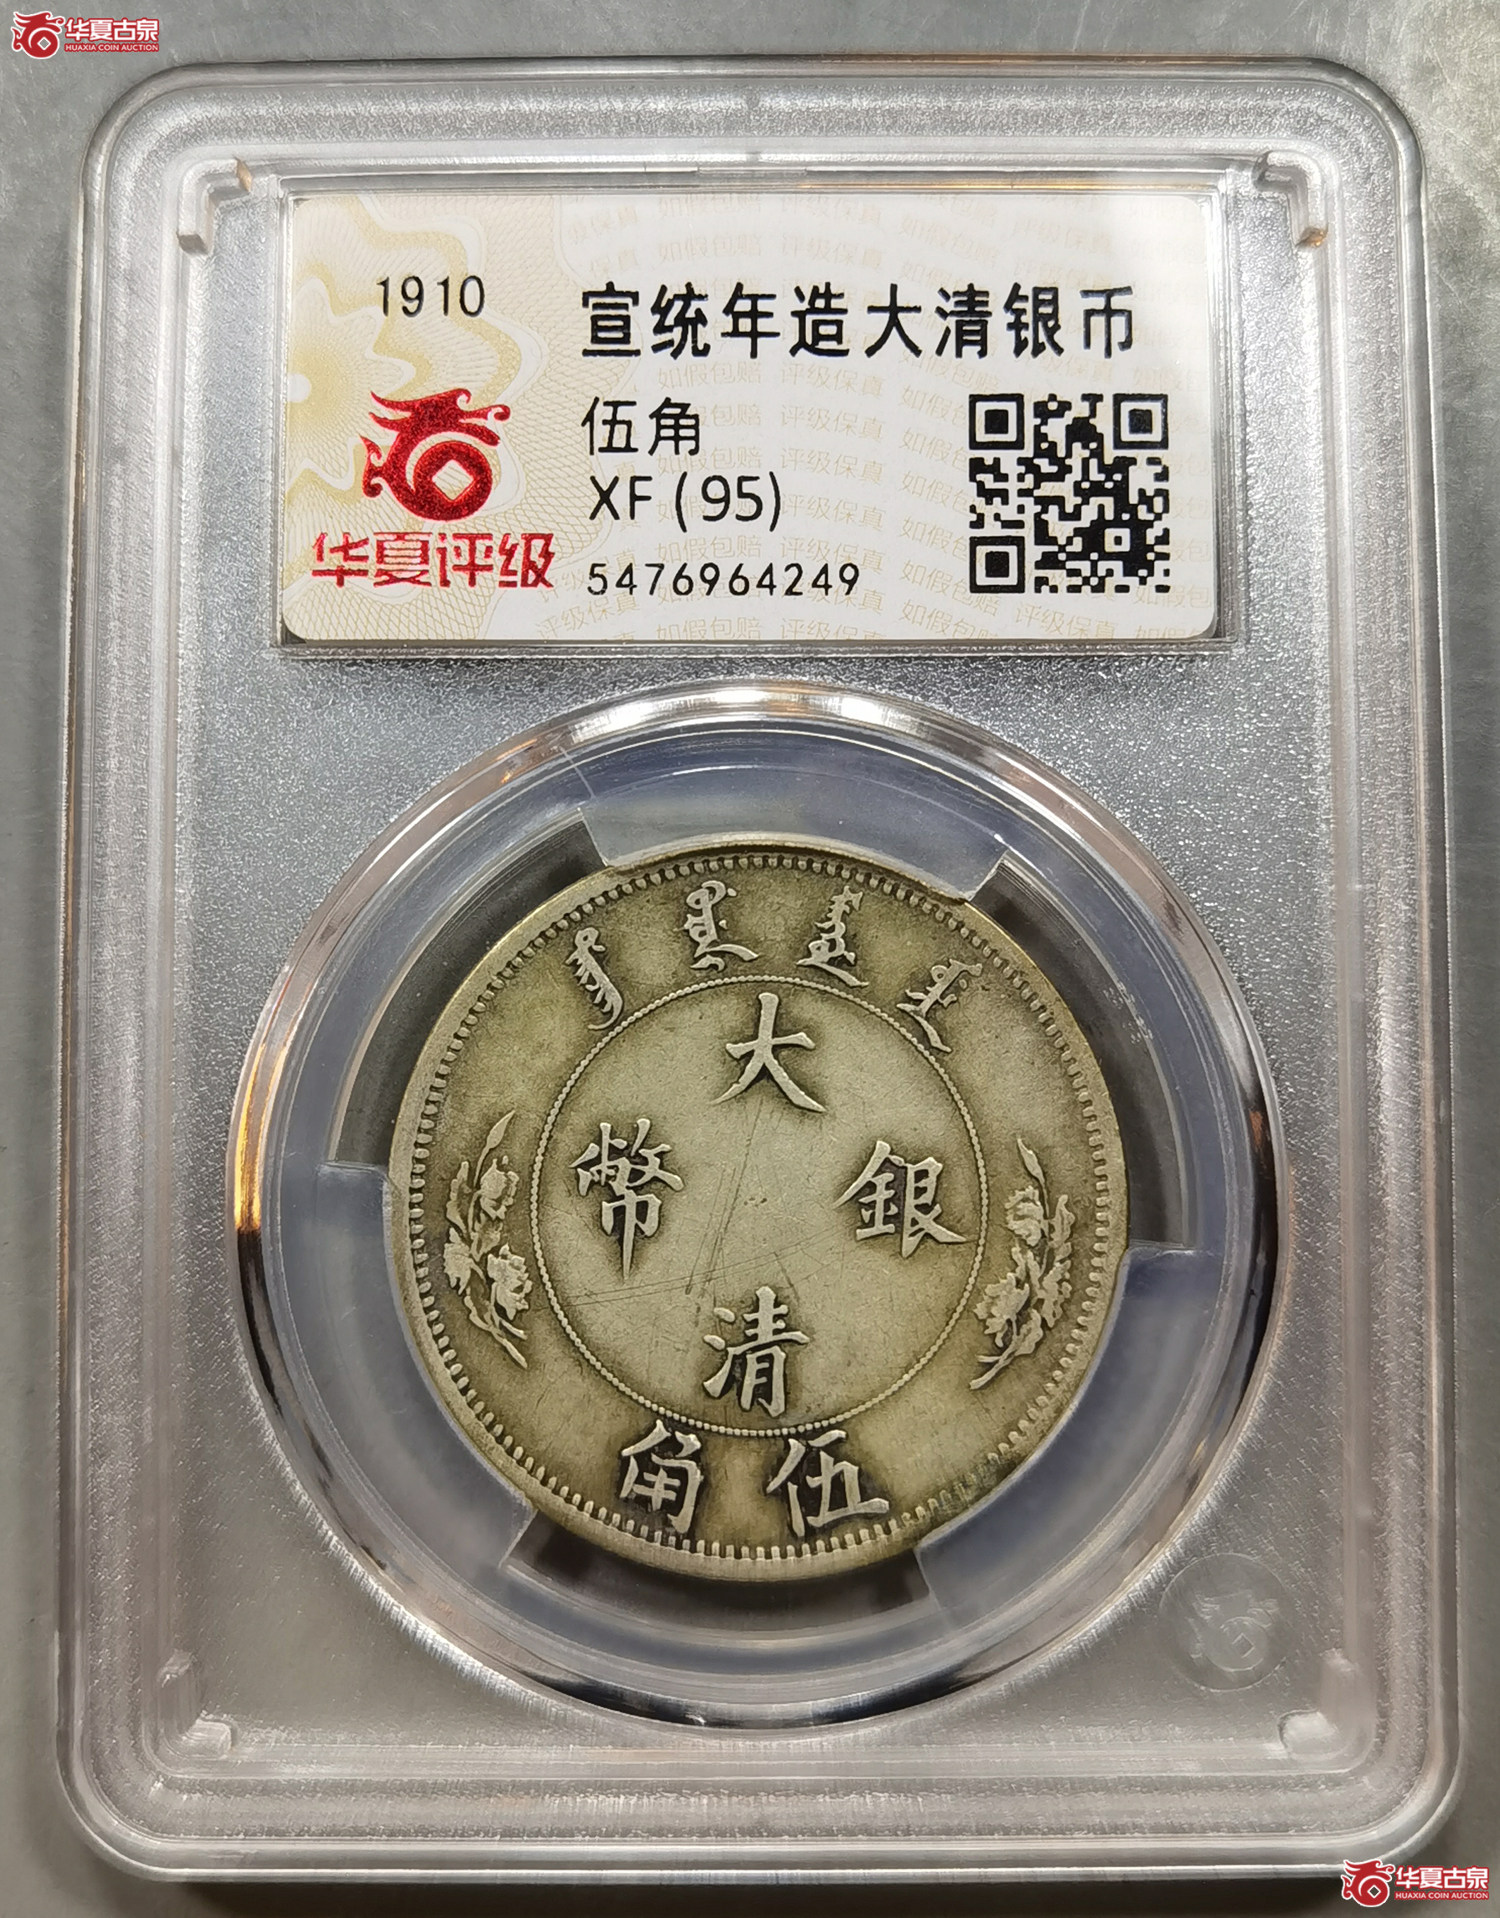 华夏古泉
HUAXIA COIN AUCTION
1910
宣统年造大清银币
伍角
XF (95)
华夏评级
5476964249
大
幣 銀
清
角 伍
华夏古泉
HUAXIA COIN AUCTION